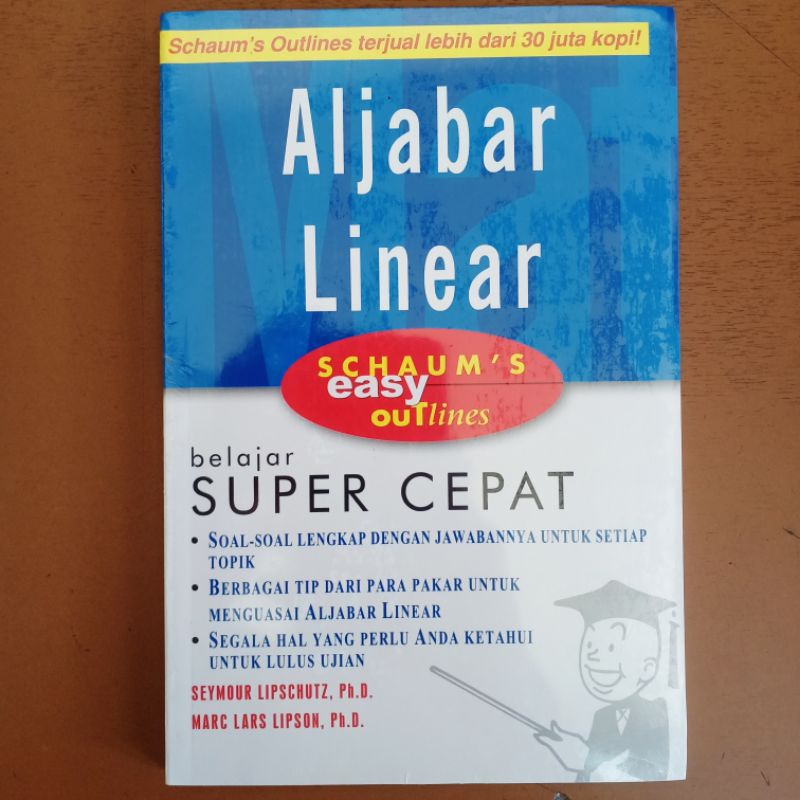 Schaum's Outlines terjual lebih dari 30 juta kopi!
Aljabar
Linear
SCHAUM'S
easy
ouTlines
belajar
SUPER CEPAT
• SOAL-SOAL LENGKAP DENGAN JAWABANNYA UNTUK SETIAP
TOPIK
• BERBAGAI TIP DARI PARA PAKAR UNTUK
MENGUASAI ALJABAR LINEAR
• SEGALA HAL YANG PERLU ANDA KETAHUI
UNTUK LULUS UJIAN
SEYMOUR LIPSCHUTZ, Ph.D.
MARC LARS LIPSON, Ph.D.